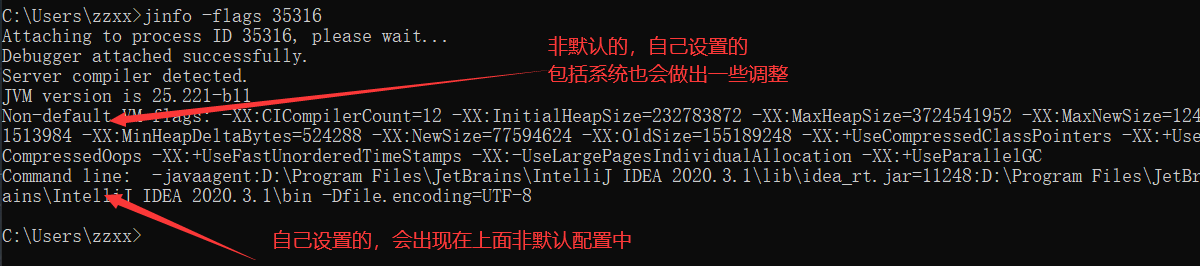 C:\Users\zzxx>jinfo -flags 35316
Attaching to process ID 35316, please wait...
Debugger attached successfully.
Server compiler detected.
JVM version is 25.221-b11
Non-default VM flags: -XX:CICompilerCount=12 -XX:InitialHeapSize=232783872 -XX:MaxHeapSize=3724541952 -XX:MaxNewSize=124
1513984 -XX:MinHeapDeltaBytes=524288 -XX:NewSize=77594624 -XX:OldSize=155189248 -XX:+UseCompressedClassPointers -XX:+Use
CompressedOops -XX:+UseFastUnorderedTimeStamps -XX:-UseLargePagesIndividualAllocation -XX:+UseParallelGC
Command line:  -javaagent:D:\Program Files\JetBrains\IntelliJ IDEA 2020.3.1\lib\idea_rt.jar=11248:D:\Program Files\JetBr
ains\IntelliJ IDEA 2020.3.1\bin -Dfile.encoding=UTF-8
C:\Users\zzxx>
非默认的，自己设置的
包括系统也会做出一些调整
自己设置的，会出现在上面非默认配置中